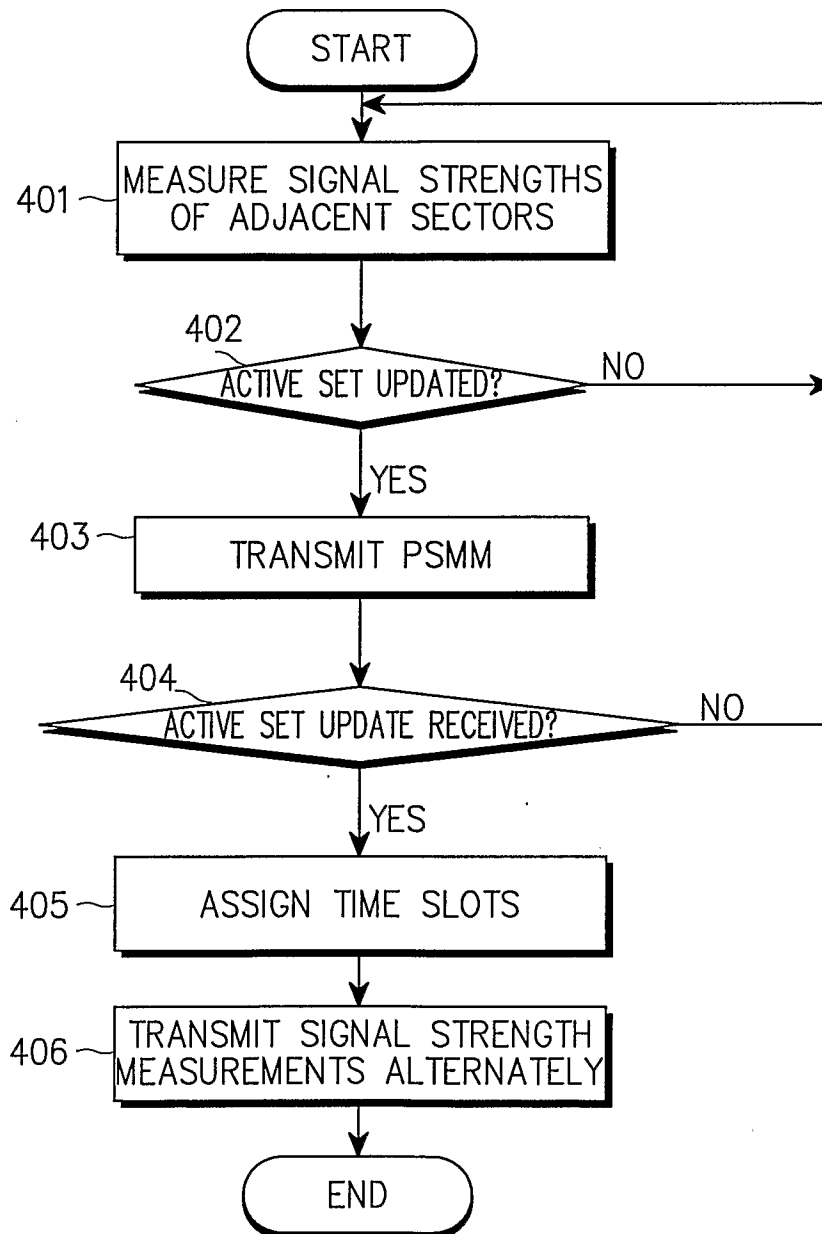 START
401
MEASURE SIGNAL STRENGTHS
OF ADJACENT SECTORS
402
ACTIVE SET UPDATED?
NO
YES
403
TRANSMIT PSMM
404
ACTIVE SET UPDATE RECEIVED?
NO
YES
405
ASSIGN TIME SLOTS
406
TRANSMIT SIGNAL STRENGTH
MEASUREMENTS ALTERNATELY
END